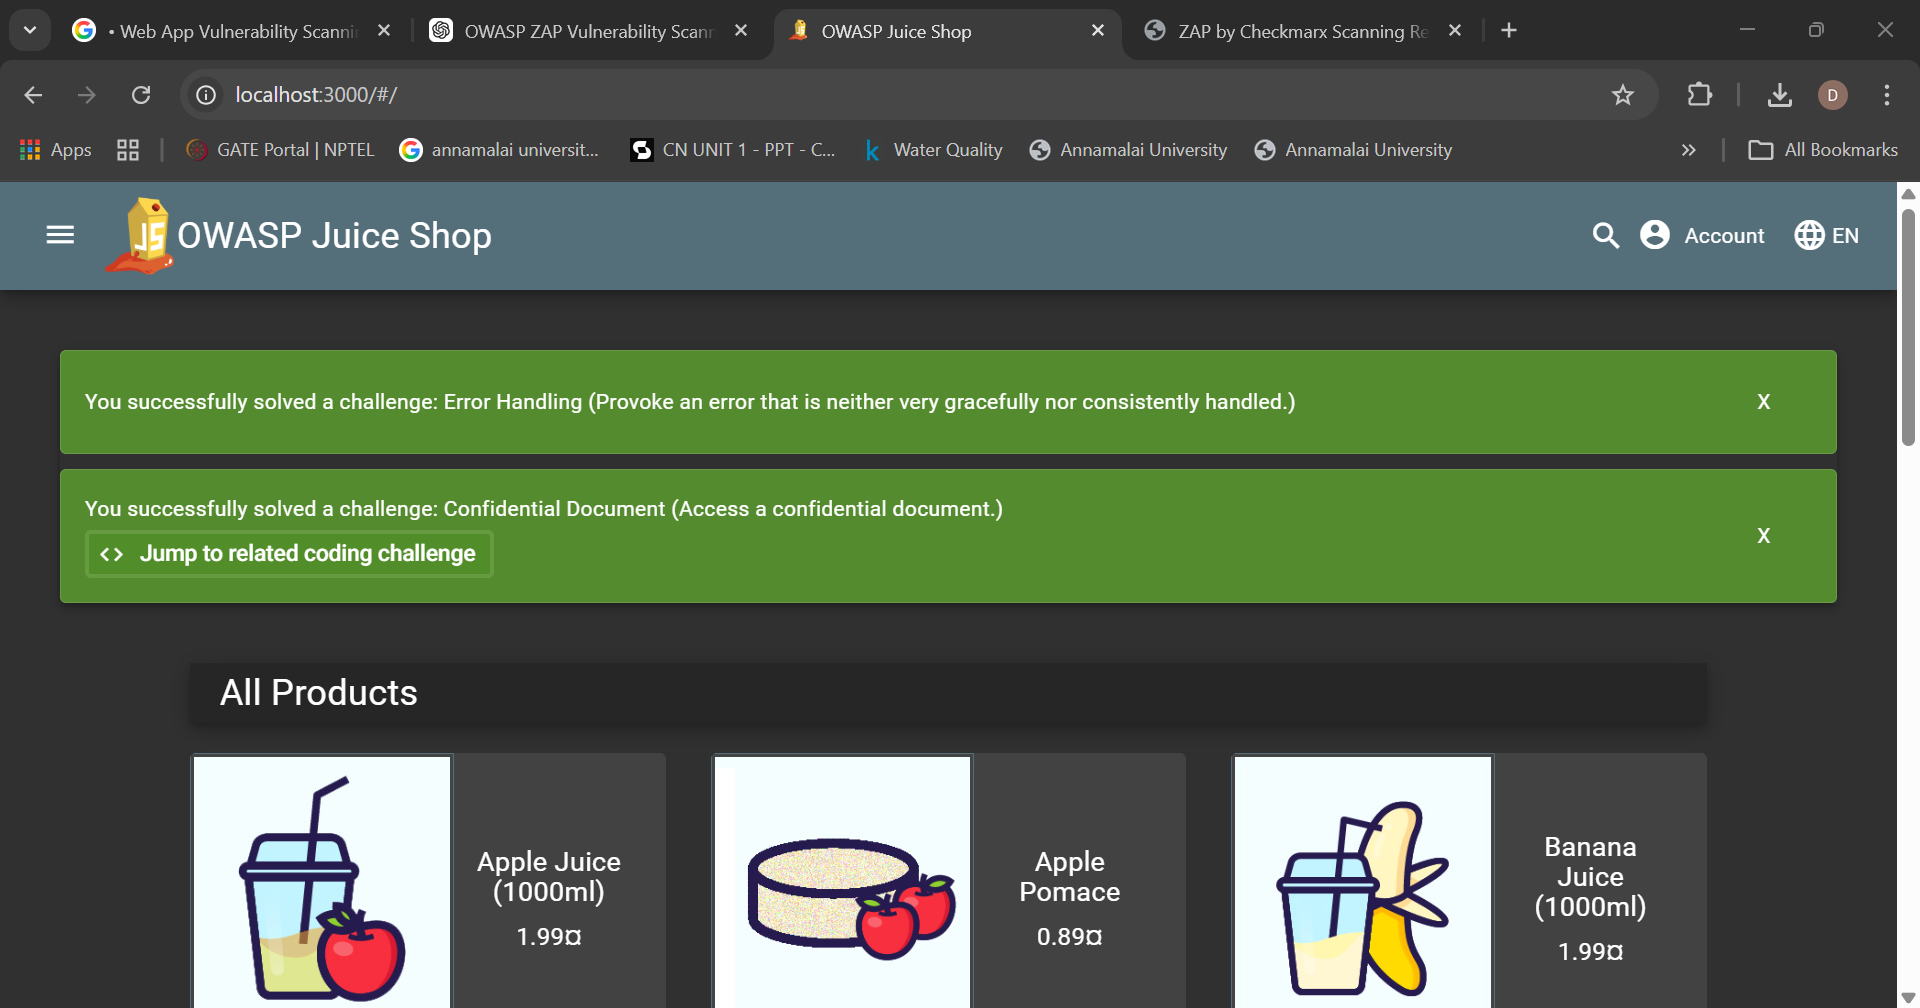 • Web App Vulnerability Scannin
OWASP ZAP Vulnerability Scann
OWASP Juice Shop
ZAP by Checkmarx Scanning Re
localhost:3000/#/
D
Apps
GATE Portal | NPTEL
annamalai universit...
CN UNIT 1 - PPT - C...
Water Quality
Annamalai University
Annamalai University
All Bookmarks
JS
OWASP Juice Shop
Account
EN
You successfully solved a challenge: Error Handling (Provoke an error that is neither very gracefully nor consistently handled.)
X
You successfully solved a challenge: Confidential Document (Access a confidential document.)
X
<> Jump to related coding challenge
All Products
Apple Juice
(1000ml)
1.99¤
Apple
Pomace
0.89¤
Banana
Juice
(1000ml)
1.99¤